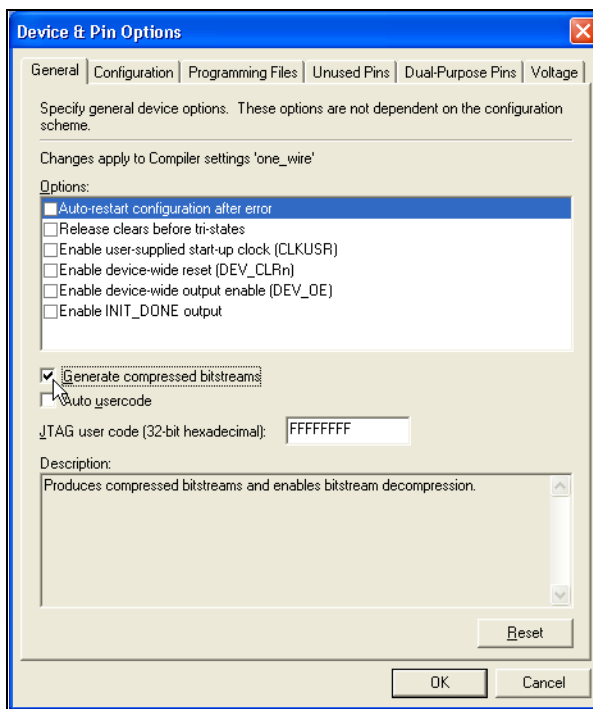 Device & Pin Options
General Configuration Programming Files Unused Pins Dual-Purpose Pins Voltage
Specify general device options. These options are not dependent on the configuration
scheme.
Changes apply to Compiler settings 'one_wire'
Options:
Auto-restart configuration after error
Release clears before tri-states
Enable user-supplied start-up clock (CLKUSR)
Enable device-wide reset (DEV_CLRn)
Enable device-wide output enable (DEV_OE)
Enable INIT_DONE output
Generate compressed bitstreams
Auto usercode
JTAG user code (32-bit hexadecimal): FFFFFFFF
Description:
Produces compressed bitstreams and enables bitstream decompression.
Reset
OK Cancel